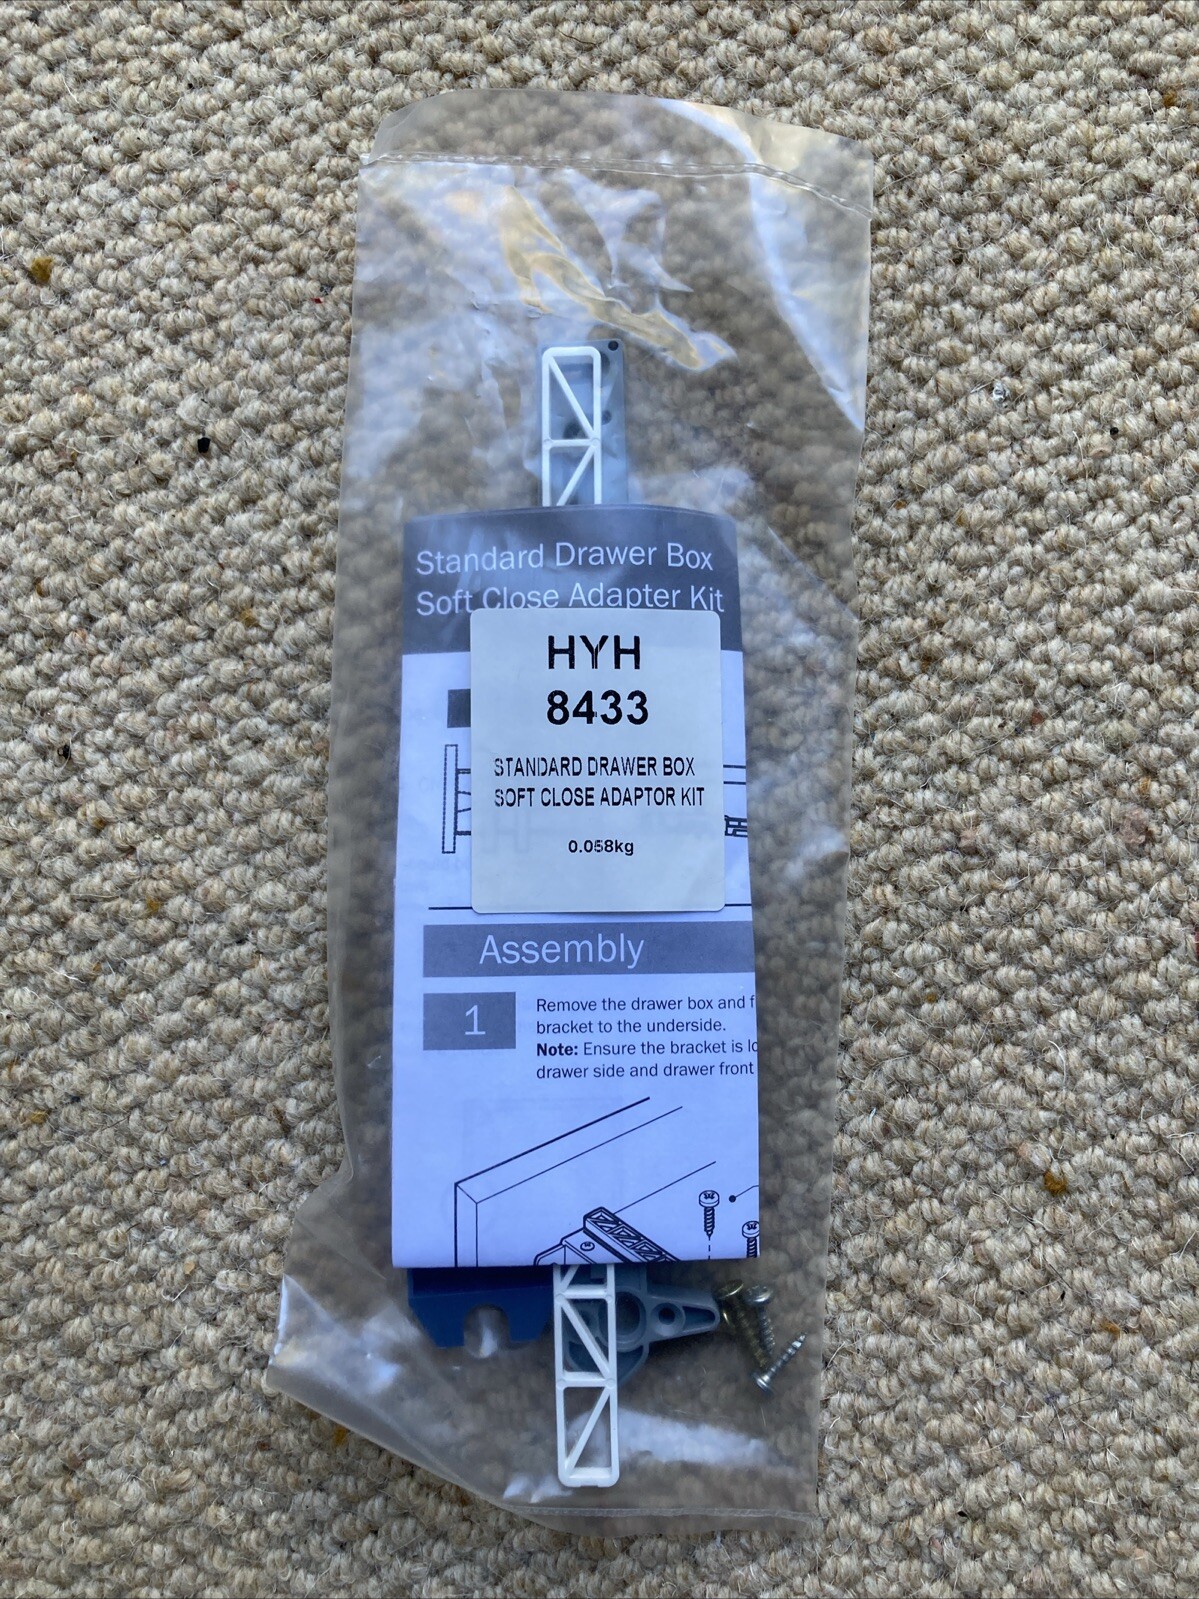 Standard Drawer Box
Soft Close Adapter Kit
HYH
8433
STANDARD DRAWER BOX
SOFT CLOSE ADAPTOR KIT
0.058kg
Assembly
1
Remove the drawer box and f
bracket to the underside.
Note: Ensure the bracket is lo
drawer side and drawer front